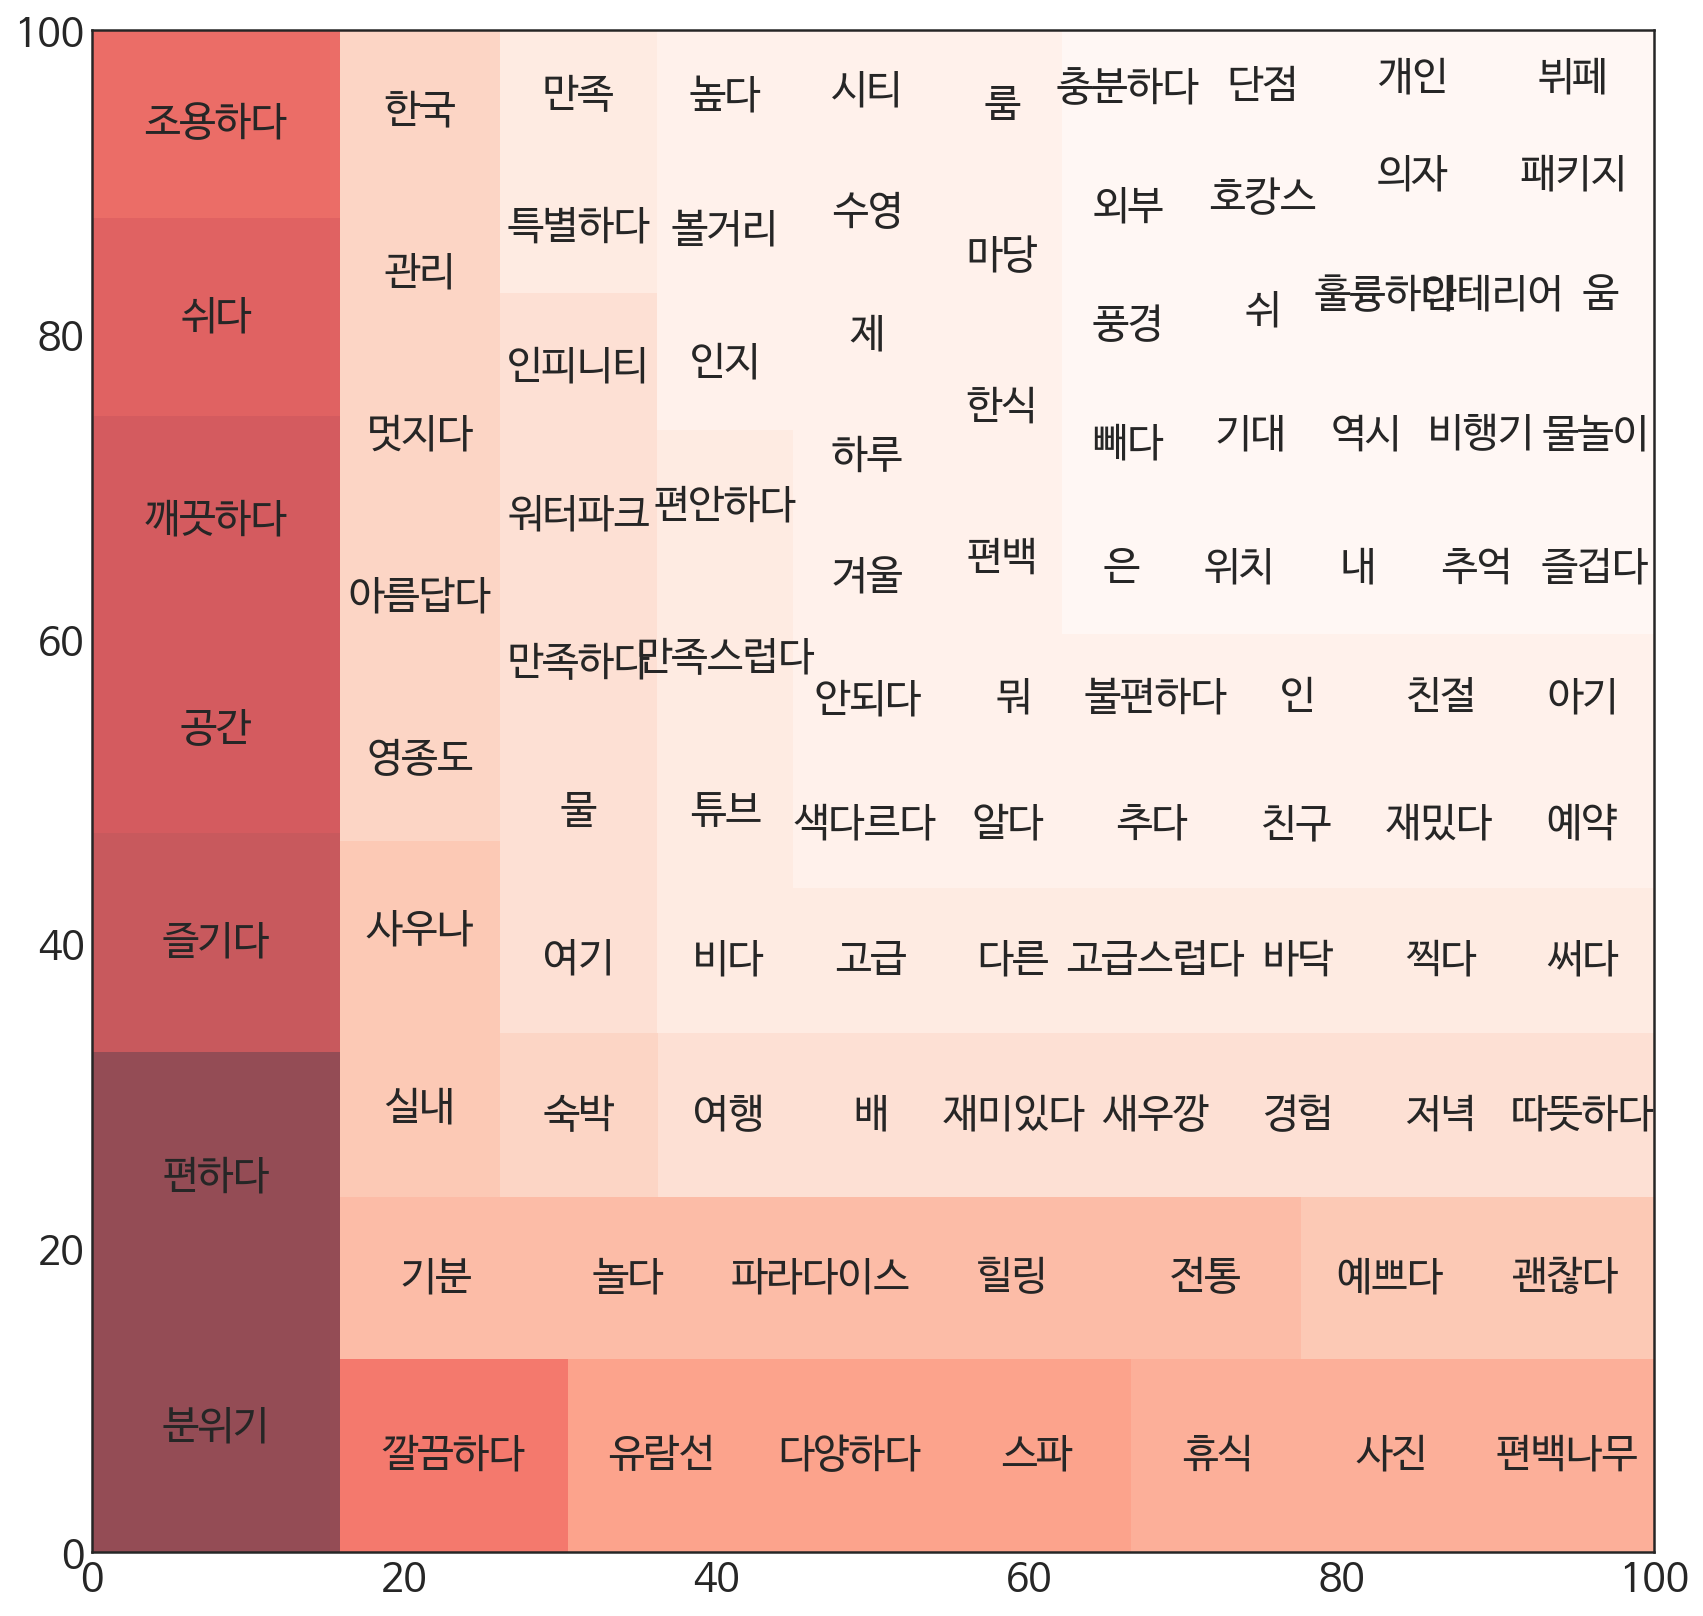 100
조용하다 한국 만족 높다 시티 룸 충분하다 단점 개인 뷔페
특별하다 볼거리 수영 외부 호캉스 의자 패키지
쉬다 관리 인피니티 인지 제 마당 풍경 쉬 훌륭하다 인테리어 움
80
멋지다 하루 한식 빼다 기대 역시 비행기 물놀이
깨끗하다 워터파크 편안하다 겨울 편백 은 위치 내 추억 즐겁다
아름답다
60
만족하다 만족스럽다 안되다 뭐 불편하다 인 친절 아기
공간 영종도 물 튜브 색다르다 알다 추다 친구 재밌다 예약
40
즐기다 사우나 여기 비다 고급 다른 고급스럽다 바닥 찍다 써다
편하다 실내 숙박 여행 배 재미있다 새우깡 경험 저녁 따뜻하다
20
기분 놀다 파라다이스 힐링 전통 예쁘다 괜찮다
분위기 깔끔하다 유람선 다양하다 스파 휴식 사진 편백나무
0
0 20 40 60 80 100